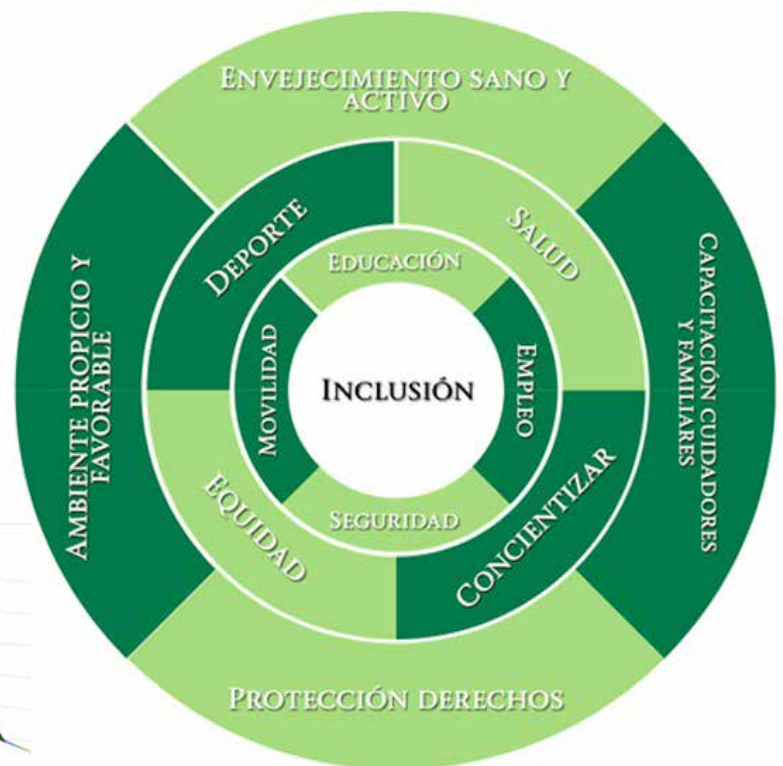 ENVEJECIMIENTO SANO Y
ACTIVO
DEPORTE
SALUD
EDUCACIÓN
AMBIENTE PROPICIO Y
FAVORABLE
MOVILIDAD
INCLUSIÓN
EMPLEO
CAPACITACIÓN CUIDADORES
Y FAMILIARES
SEGURIDAD
EQUIDAD
CONCIENTIZAR
PROTECCIÓN DERECHOS